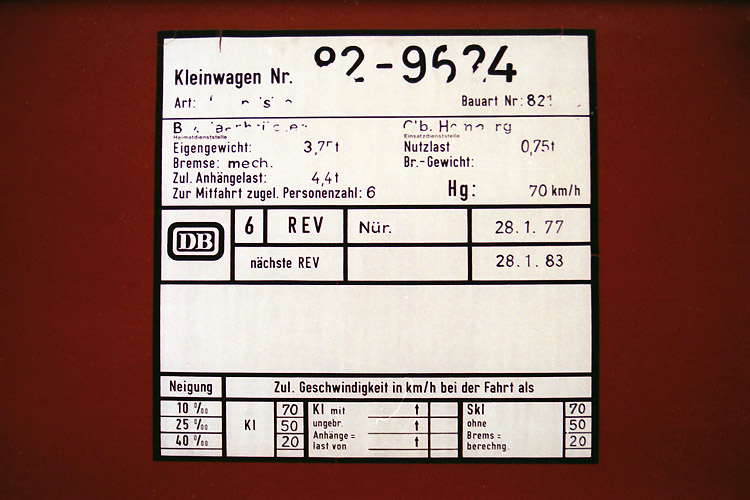 Kleinwagen Nr.
Art: Bauart Nr: 821
Heimatdienststelle Einsatzdienststelle
Eigengewicht: 3,75t Nutzlast 0,75t
Bremse: mech. Br.-Gewicht:
Zul. Anhängelast: 4,4t
Zur Mitfahrt zugel. Personenzahl: 6 Hg: 70 km/h
DB 6 REV Nür. 28.1.77
nächste REV 28.1.83
Neigung Zul. Geschwindigkeit in km/h bei der Fahrt als
10 ‰ Kl 70 Kl mit t Skl 70
25 ‰ 50 ungebr. t ohne 50
40 ‰ 20 Anhänge= t Brems= 20
last von berechng.